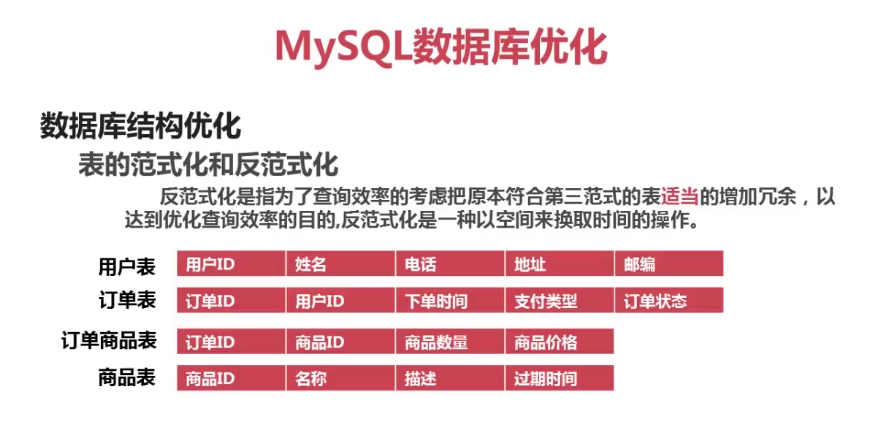 MySQL数据库优化
数据库结构优化
表的范式化和反范式化
反范式化是指为了查询效率的考虑把原本符合第三范式的表适当的增加冗余，以
达到优化查询效率的目的,反范式化是一种以空间来换取时间的操作。
用户表 用户ID 姓名 电话 地址 邮编
订单表 订单ID 用户ID 下单时间 支付类型 订单状态
订单商品表 订单ID 商品ID 商品数量 商品价格
商品表 商品ID 名称 描述 过期时间